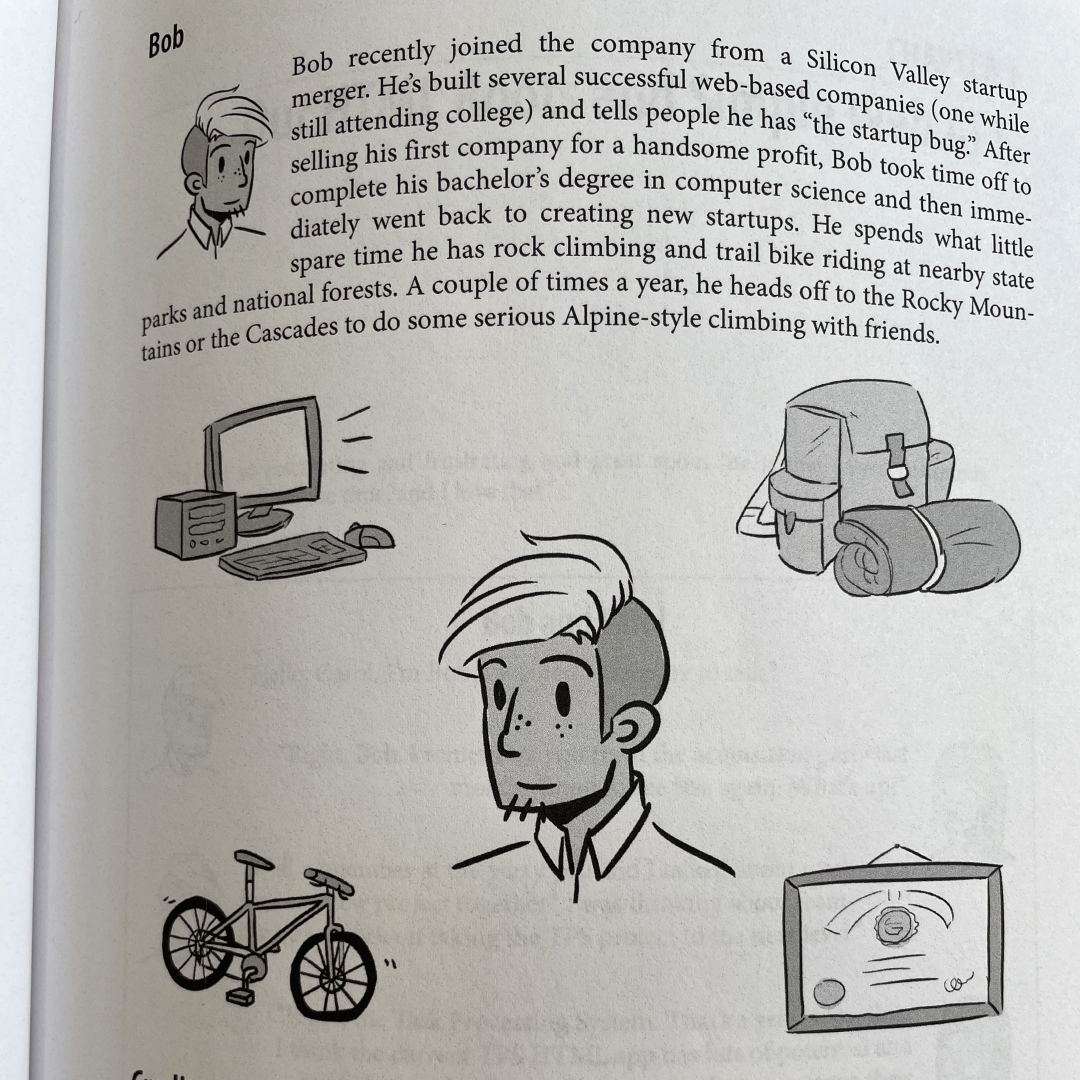 Bob
Bob recently joined the company from a Silicon Valley startup
merger. He's built several successful web-based companies (one while
still attending college) and tells people he has “the startup bug.” After
selling his first company for a handsome profit, Bob took time off to
complete his bachelor's degree in computer science and then imme-
diately went back to creating new startups. He spends what little
spare time he has rock climbing and trail bike riding at nearby state
parks and national forests. A couple of times a year, he heads off to the Rocky Moun-
tains or the Cascades to do some serious Alpine-style climbing with friends.